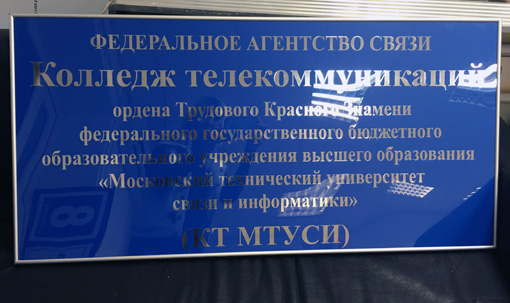 ФЕДЕРАЛЬНОЕ АГЕНТСТВО СВЯЗИ
Колледж телекоммуникаций
ордена Трудового Красного Знамени
федерального государственного бюджетного
образовательного учреждения высшего образования
«Московский технический университет
связи и информатики»
(КТ МТУСИ)
8